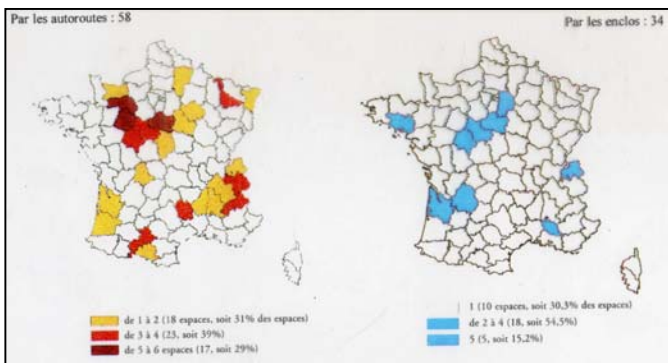 Par les autoroutes : 58
Par les enclos : 34
de 1 à 2 (18 espaces, soit 31% des espaces)
de 3 à 4 (23, soit 39%)
de 5 à 6 espaces (17, soit 29%)
1 (10 espaces, soit 30,3% des espaces)
de 2 à 4 (18, soit 54,5%)
5 (5, soit 15,2%)